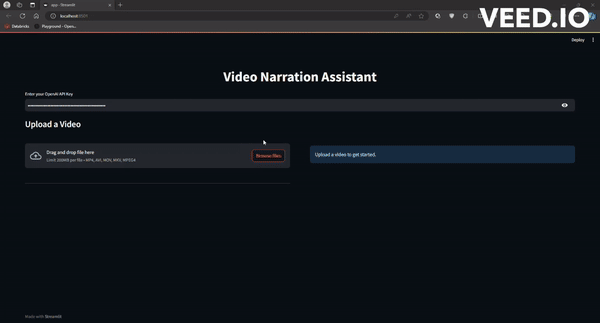 app · Streamlit
VEED.IO
localhost:8501
Databricks
Playground - Open...
Deploy
Video Narration Assistant
Enter your OpenAI API Key
Upload a Video
Drag and drop file here
Limit 200MB per file • MP4, AVI, MOV, MKV, MPEG4
Browse files
Upload a video to get started.
Made with Streamlit